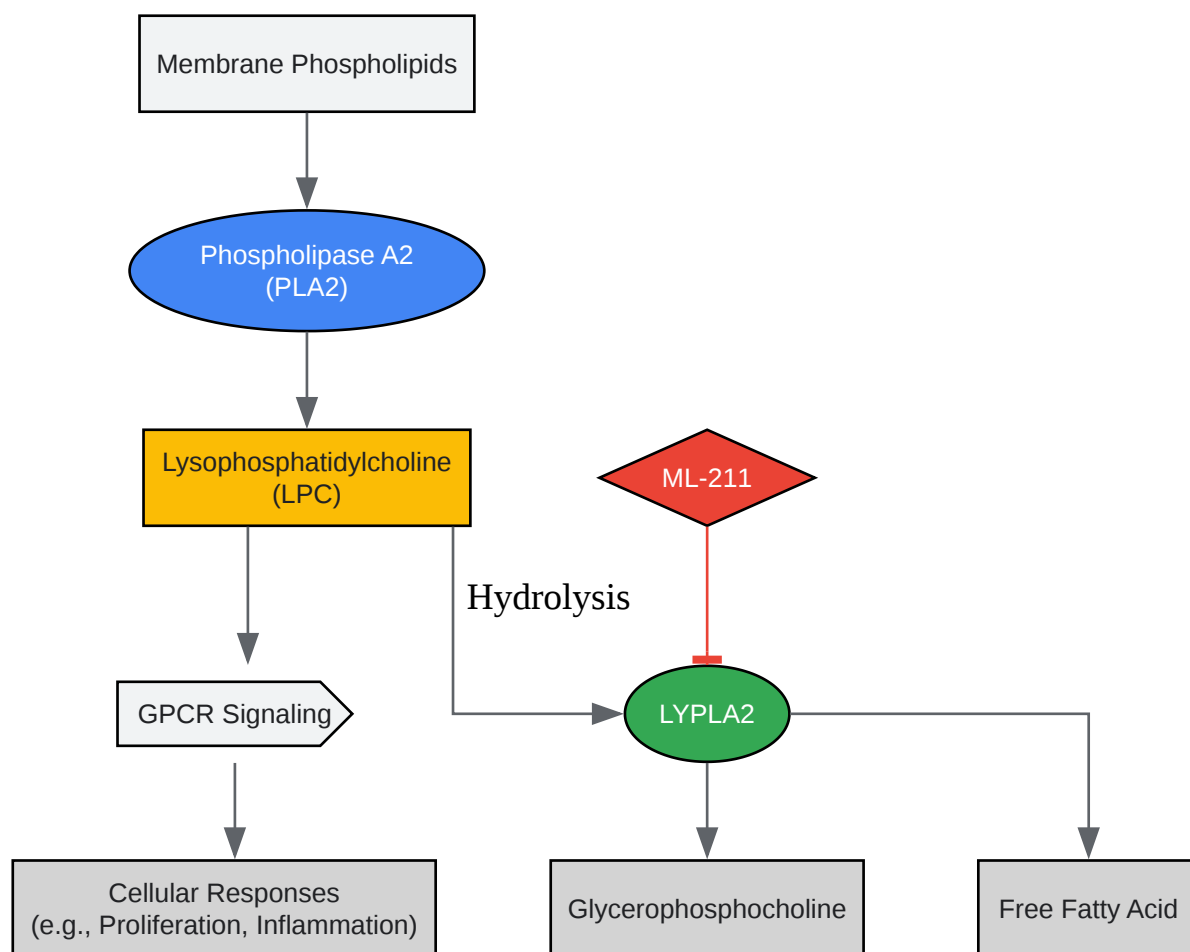 Membrane Phospholipids
Phospholipase A2
(PLA2)
Lysophosphatidylcholine
(LPC)
ML-211
Hydrolysis
GPCR Signaling
LYPLA2
Cellular Responses
(e.g., Proliferation, Inflammation)
Glycerophosphocholine
Free Fatty Acid